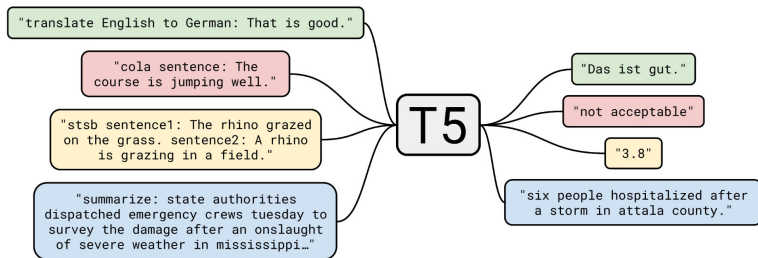 "translate English to German: That is good."
"cola sentence: The
course is jumping well."
"stsb sentence1: The rhino grazed
on the grass. sentence2: A rhino
is grazing in a field."
"summarize: state authorities
dispatched emergency crews tuesday to
survey the damage after an onslaught
of severe weather in mississippi…"
T5
"Das ist gut."
"not acceptable"
"3.8"
"six people hospitalized after
a storm in attala county."